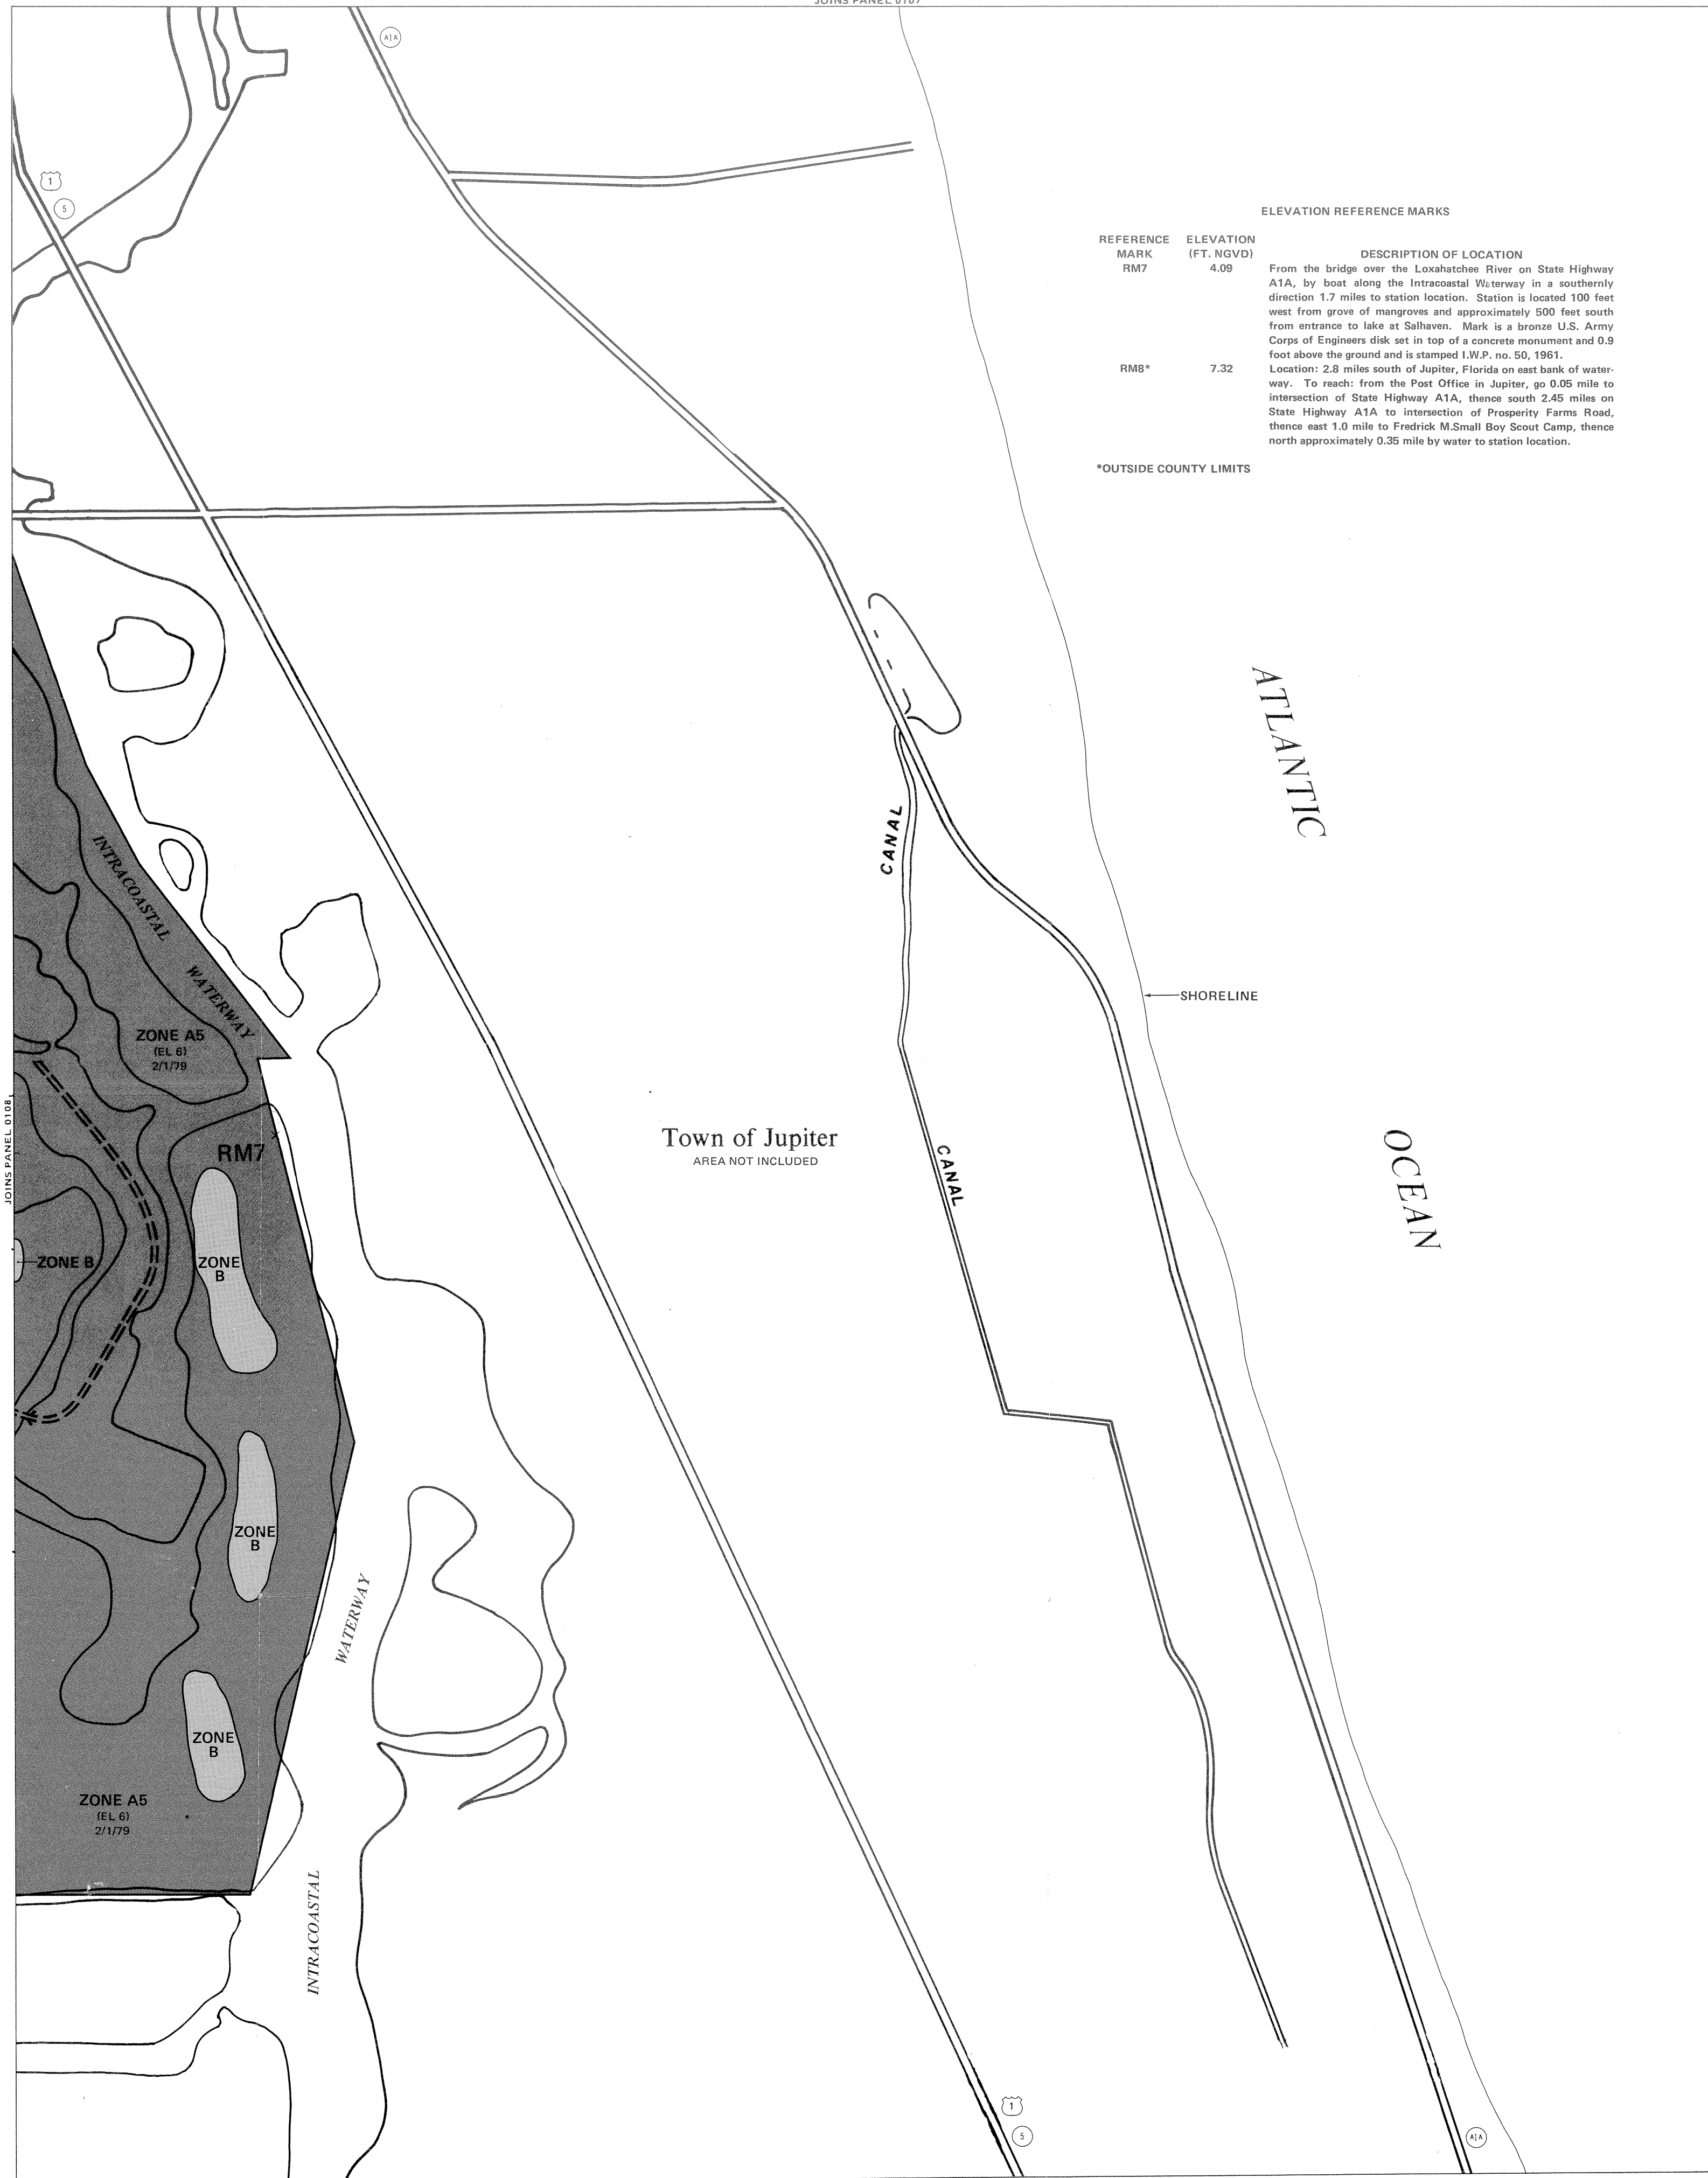 JOINS PANEL 0107
A1A
1
5
ELEVATION REFERENCE MARKS
REFERENCE MARK
ELEVATION (FT. NGVD)
DESCRIPTION OF LOCATION
RM7 4.09 From the bridge over the Loxahatchee River on State Highway
A1A, by boat along the Intracoastal Waterway in a southernly
direction 1.7 miles to station location. Station is located 100 feet
west from grove of mangroves and approximately 500 feet south
from entrance to lake at Salhaven. Mark is a bronze U.S. Army
Corps of Engineers disk set in top of a concrete monument and 0.9
foot above the ground and is stamped I.W.P. no. 50, 1961.
RM8* 7.32 Location: 2.8 miles south of Jupiter, Florida on east bank of water-
way. To reach: from the Post Office in Jupiter, go 0.05 mile to
intersection of State Highway A1A, thence south 2.45 miles on
State Highway A1A to intersection of Prosperity Farms Road,
thence east 1.0 mile to Fredrick M.Small Boy Scout Camp, thence
north approximately 0.35 mile by water to station location.
*OUTSIDE COUNTY LIMITS
ATLANTIC
OCEAN
CANAL
INTRACOASTAL
WATERWAY
SHORELINE
ZONE A5
(EL 6)
2/1/79
JOINS PANEL 0108
RM7
Town of Jupiter
AREA NOT INCLUDED
CANAL
ZONE B
ZONE
B
ZONE
B
WATERWAY
ZONE
B
ZONE A5
(EL 6)
2/1/79
INTRACOASTAL
1
5
A1A